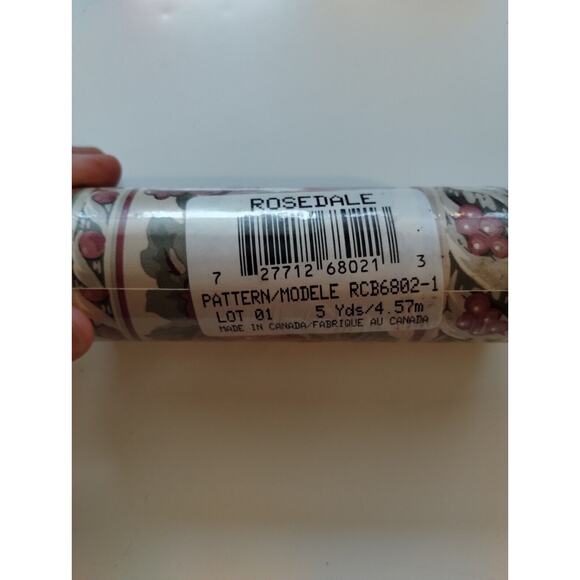 ROSEDALE
7 27712 68021 3
PATTERN/MODELE RCB6802-1
LOT 01 5 Yds/4.57m
MADE IN CANADA/FABRIQUE AU CANADA